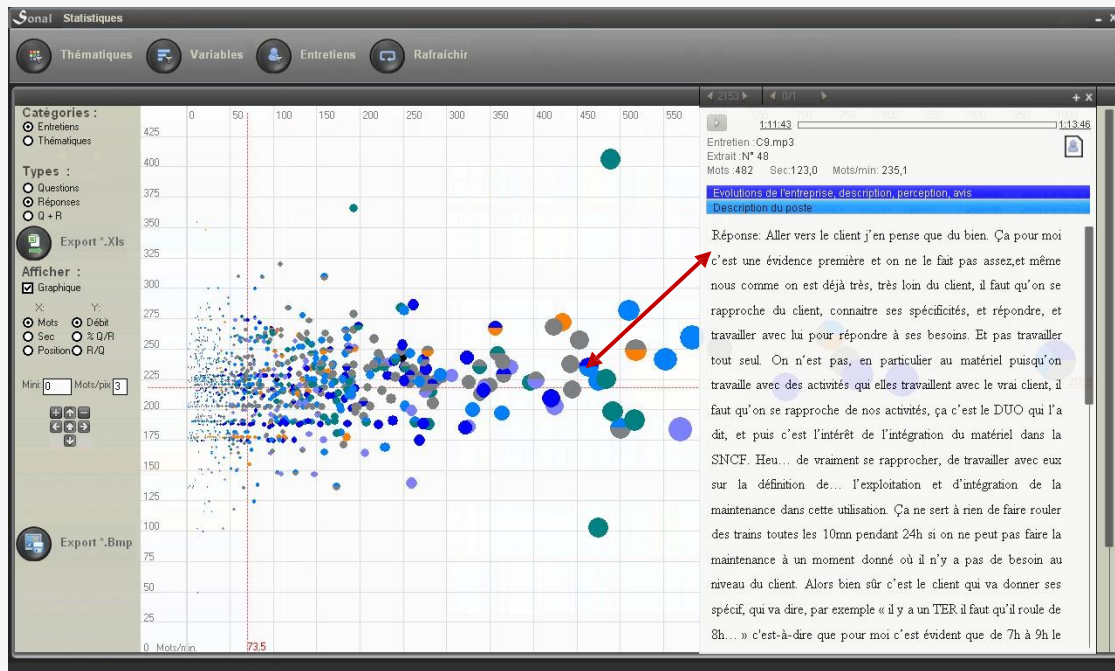 Sonal Statistiques
Thématiques Variables Entretiens Rafraîchir
Catégories :
Entretiens
Thématiques
Types :
Questions
Réponses
Q + R
Export *.Xls
Afficher :
Graphique
X: Y:
Mots Débit
Sec % Q/R
Position R/Q
Mini: 0 Mots/pix 3
Export *.Bmp
0 50 100 150 200 250 300 350 400 450 500 550
425
400
375
350
325
300
275
250
225
200
175
150
125
100
75
50
25
0 Mots/min. 73,5
2153 0/1
1:11:43 1:13:46
Entretien :C9.mp3
Extrait :N° 48
Mots :482 Sec:123,0 Mots/min: 235,1
Evolutions de l'entreprise, description, perception, avis
Description du poste
Réponse: Aller vers le client j'en pense que du bien. Ça pour moi
c'est une évidence première et on ne le fait pas assez,et même
nous comme on est déjà très, très loin du client, il faut qu'on se
rapproche du client, connaitre ses spécificités, et répondre, et
travailler avec lui pour répondre à ses besoins. Et pas travailler
tout seul. On n'est pas, en particulier au matériel puisqu'on
travaille avec des activités qui elles travaillent avec le vrai client, il
faut qu'on se rapproche de nos activités, ça c'est le DUO qui l'a
dit, et puis c'est l'intérêt de l'intégration du matériel dans la
SNCF. Heu... de vraiment se rapprocher, de travailler avec eux
sur la définition de... l'exploitation et d'intégration de la
maintenance dans cette utilisation. Ça ne sert à rien de faire rouler
des trains toutes les 10mn pendant 24h si on ne peut pas faire la
maintenance à un moment donné où il n'y a pas de besoin au
niveau du client. Alors bien sûr c'est le client qui va donner ses
spécif, qui va dire, par exemple « il y a un TER il faut qu'il roule de
8h... » c'est-à-dire que pour moi c'est évident que de 7h à 9h le